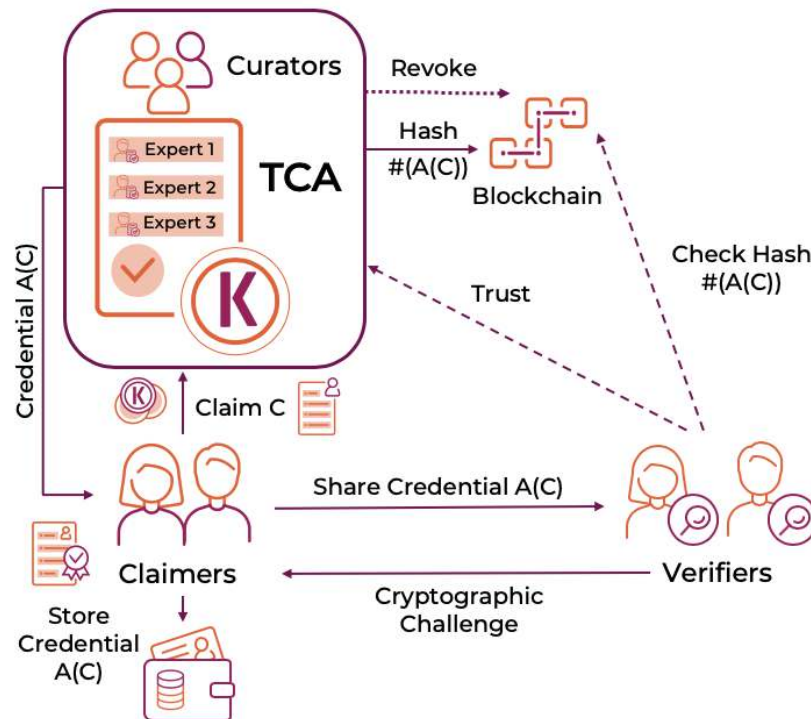 Curators
Revoke
Expert 1
Expert 2
Expert 3
TCA
K
Hash
#(A(C))
Blockchain
Credential A(C)
Trust
Check Hash
#(A(C))
K
Claim C
Share Credential A(C)
Claimers
Verifiers
Cryptographic
Challenge
Store
Credential
A(C)